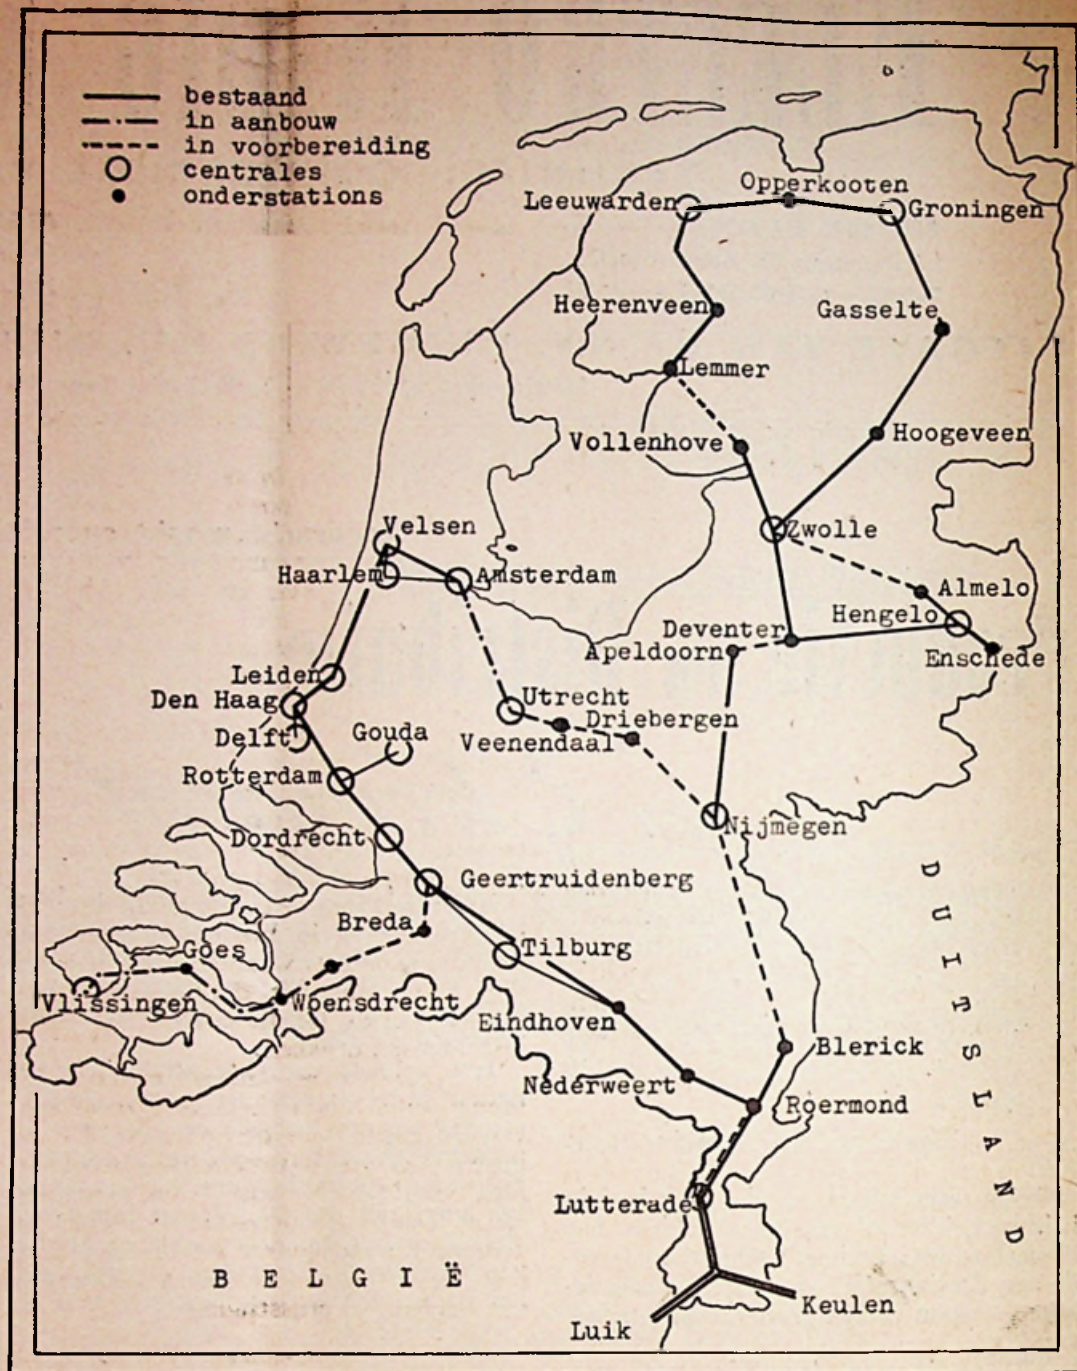 bestaand
in aanbouw
in voorbereiding
centrales
onderstations
Opperkooten
Leeuwarden
Groningen
Heerenveen
Gasselte
Lemmer
Vollenhove
Hoogeveen
Velsen
Zwolle
Haarlem
Amsterdam
Almelo
Hengelo
Deventer
Apeldoorn
Enschede
Leiden
Den Haag
Utrecht
Driebergen
Delft
Gouda
Veenendaal
Rotterdam
Nijmegen
Dordrecht
Geertruidenberg
Breda
Tilburg
Goes
Vlissingen
Woensdrecht
Eindhoven
Blerick
Nederweert
Roermond
DUITSLAND
Lutterade
BELGIË
Keulen
Luik